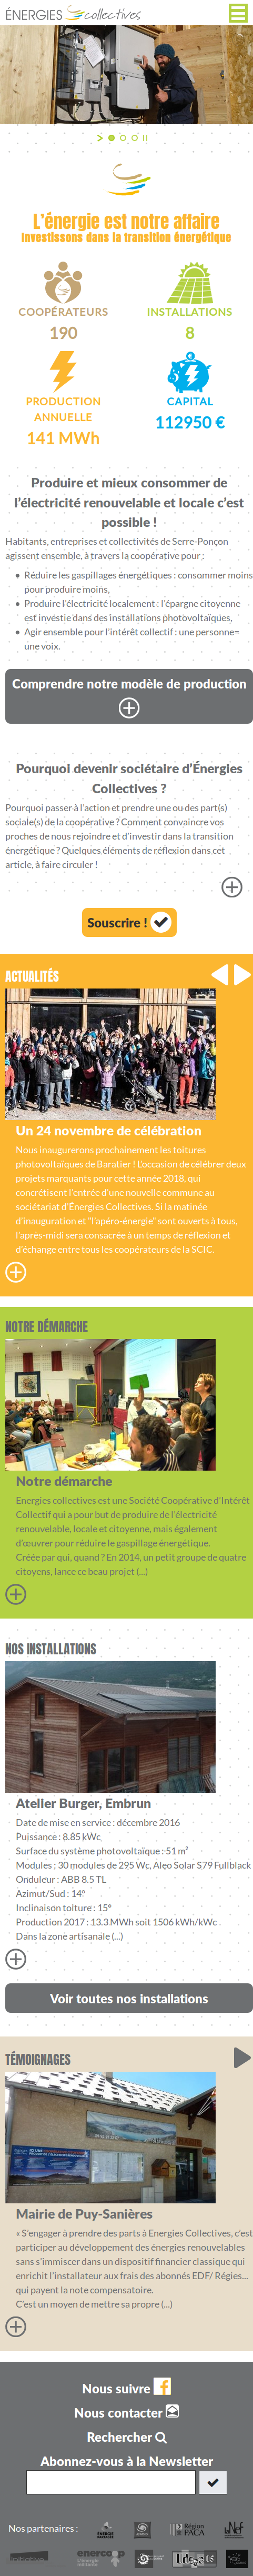 ÉNERGIES collectives
L'énergie est notre affaire
Investissons dans la transition énergétique
COOPÉRATEURS
190
INSTALLATIONS
8
PRODUCTION
ANNUELLE
141 MWh
CAPITAL
112950 €
Produire et mieux consommer de
l'électricité renouvelable et locale c'est
possible !
Habitants, entreprises et collectivités de Serre-Ponçon
agissent ensemble, à travers la coopérative pour :
Réduire les gaspillages énergétiques : consommer moins
pour produire moins,
Produire l'électricité localement : l'épargne citoyenne
est investie dans des installations photovoltaïques,
Agir ensemble pour l'intérêt collectif : une personne=
une voix.
Comprendre notre modèle de production
Pourquoi devenir sociétaire d'Énergies
Collectives ?
Pourquoi passer à l'action et prendre une ou des part(s)
sociale(s) de la coopérative ? Comment convaincre vos
proches de nous rejoindre et d'investir dans la transition
énergétique ? Quelques éléments de réflexion dans cet
article, à faire circuler !
Souscrire !
ACTUALITÉS
Un 24 novembre de célébration
Nous inaugurerons prochainement les toitures
photovoltaïques de Baratier ! L'occasion de célébrer deux
projets marquants pour cette année 2018, qui
concrétisent l'entrée d'une nouvelle commune au
sociétariat d'Énergies Collectives. Si la matinée
d'inauguration et "l'apéro-énergie" sont ouverts à tous,
l'après-midi sera consacrée à un temps de réflexion et
d'échange entre tous les coopérateurs de la SCIC.
NOTRE DÉMARCHE
Notre démarche
Energies collectives est une Société Coopérative d'Intérêt
Collectif qui a pour but de produire de l'électricité
renouvelable, locale et citoyenne, mais également
d'œuvrer pour réduire le gaspillage énergétique.
Créée par qui, quand ? En 2014, un petit groupe de quatre
citoyens, lance ce beau projet (...)
NOS INSTALLATIONS
Atelier Burger, Embrun
Date de mise en service : décembre 2016
Puissance : 8.85 kWc
Surface du système photovoltaïque : 51 m²
Modules : 30 modules de 295 Wc, Aleo Solar S79 Fullblack
Onduleur : ABB 8.5 TL
Azimut/Sud : 14°
Inclinaison toiture : 15°
Production 2017 : 13.3 MWh soit 1506 kWh/kWc
Dans la zone artisanale (...)
Voir toutes nos installations
TÉMOIGNAGES
Mairie de Puy-Sanières
« S'engager à prendre des parts à Energies Collectives, c'est
participer au développement des énergies renouvelables
sans s'immiscer dans un dispositif financier classique qui
enrichit l'installateur aux frais des abonnés EDF/ Régies...
qui payent la note compensatoire.
C'est un moyen de mettre sa propre (...)
Nous suivre
Nous contacter
Rechercher
Abonnez-vous à la Newsletter
Nos partenaires :
Région
PACA
enercoop